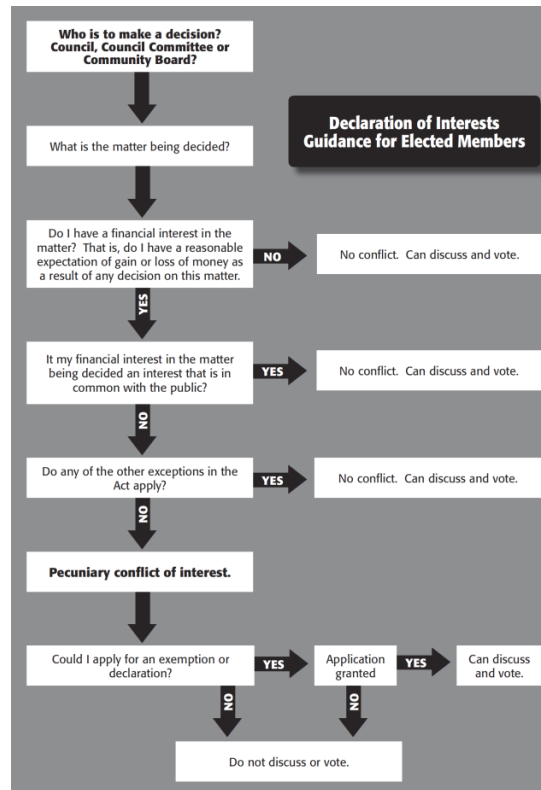 Who is to make a decision?
Council, Council Committee or
Community Board?
Declaration of Interests
Guidance for Elected Members
What is the matter being decided?
Do I have a financial interest in the
matter? That is, do I have a reasonable
expectation of gain or loss of money as
a result of any decision on this matter.
NO
No conflict. Can discuss and vote.
YES
It my financial interest in the matter
being decided an interest that is in
common with the public?
YES
No conflict. Can discuss and vote.
NO
Do any of the other exceptions in the
Act apply?
YES
No conflict. Can discuss and vote.
NO
Pecuniary conflict of interest.
Could I apply for an exemption or
declaration?
YES
Application
granted
YES
Can discuss
and vote.
NO
NO
Do not discuss or vote.